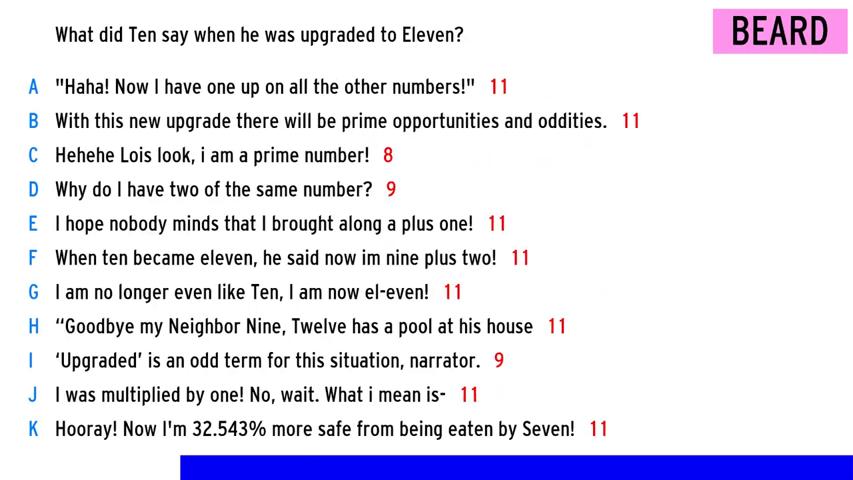 What did Ten say when he was upgraded to Eleven?
BEARD
A "Haha! Now I have one up on all the other numbers!" 11
B With this new upgrade there will be prime opportunities and oddities. 11
C Hehehe Lois look, i am a prime number! 8
D Why do I have two of the same number? 9
E I hope nobody minds that I brought along a plus one! 11
F When ten became eleven, he said now im nine plus two! 11
G I am no longer even like Ten, I am now el-even! 11
H “Goodbye my Neighbor Nine, Twelve has a pool at his house 11
I ‘Upgraded’ is an odd term for this situation, narrator. 9
J I was multiplied by one! No, wait. What i mean is- 11
K Hooray! Now I'm 32.543% more safe from being eaten by Seven! 11